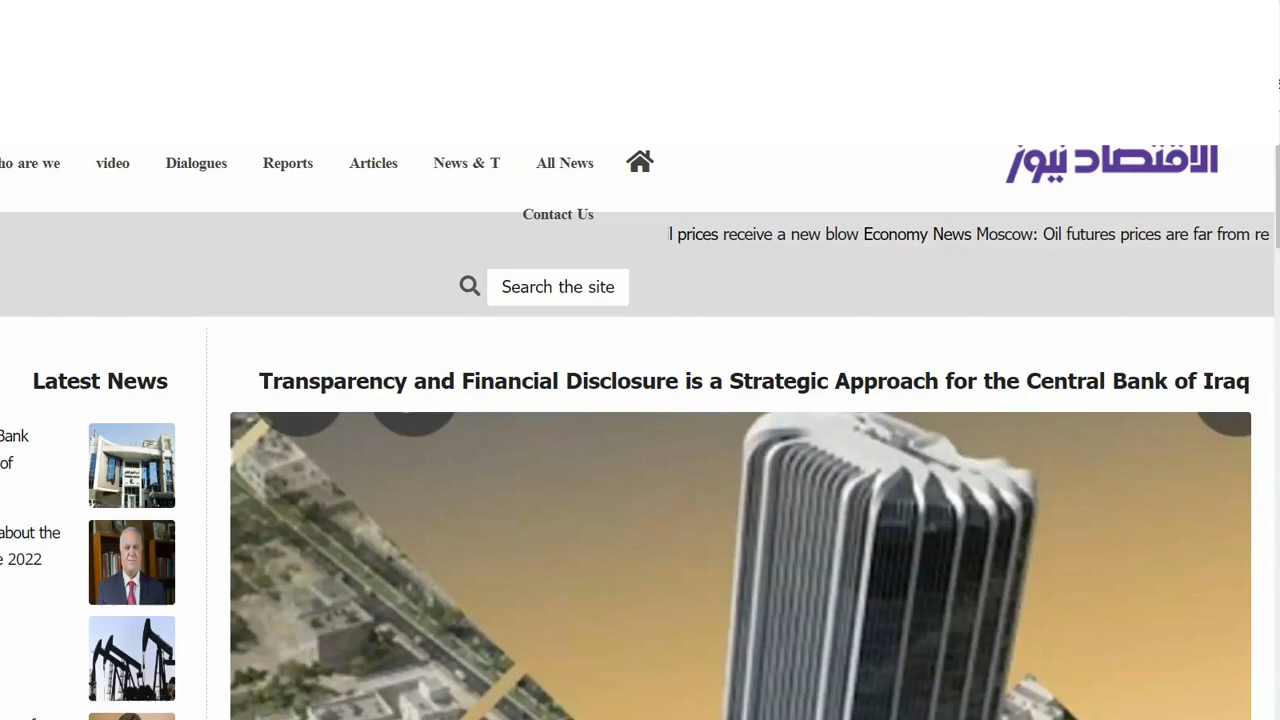 الاقتصاد نيوز
ho are we video Dialogues Reports Articles News & T All News
Contact Us
l prices receive a new blow Economy News Moscow: Oil futures prices are far from re
Search the site
Latest News
Transparency and Financial Disclosure is a Strategic Approach for the Central Bank of Iraq
Bank
of
about the
e 2022